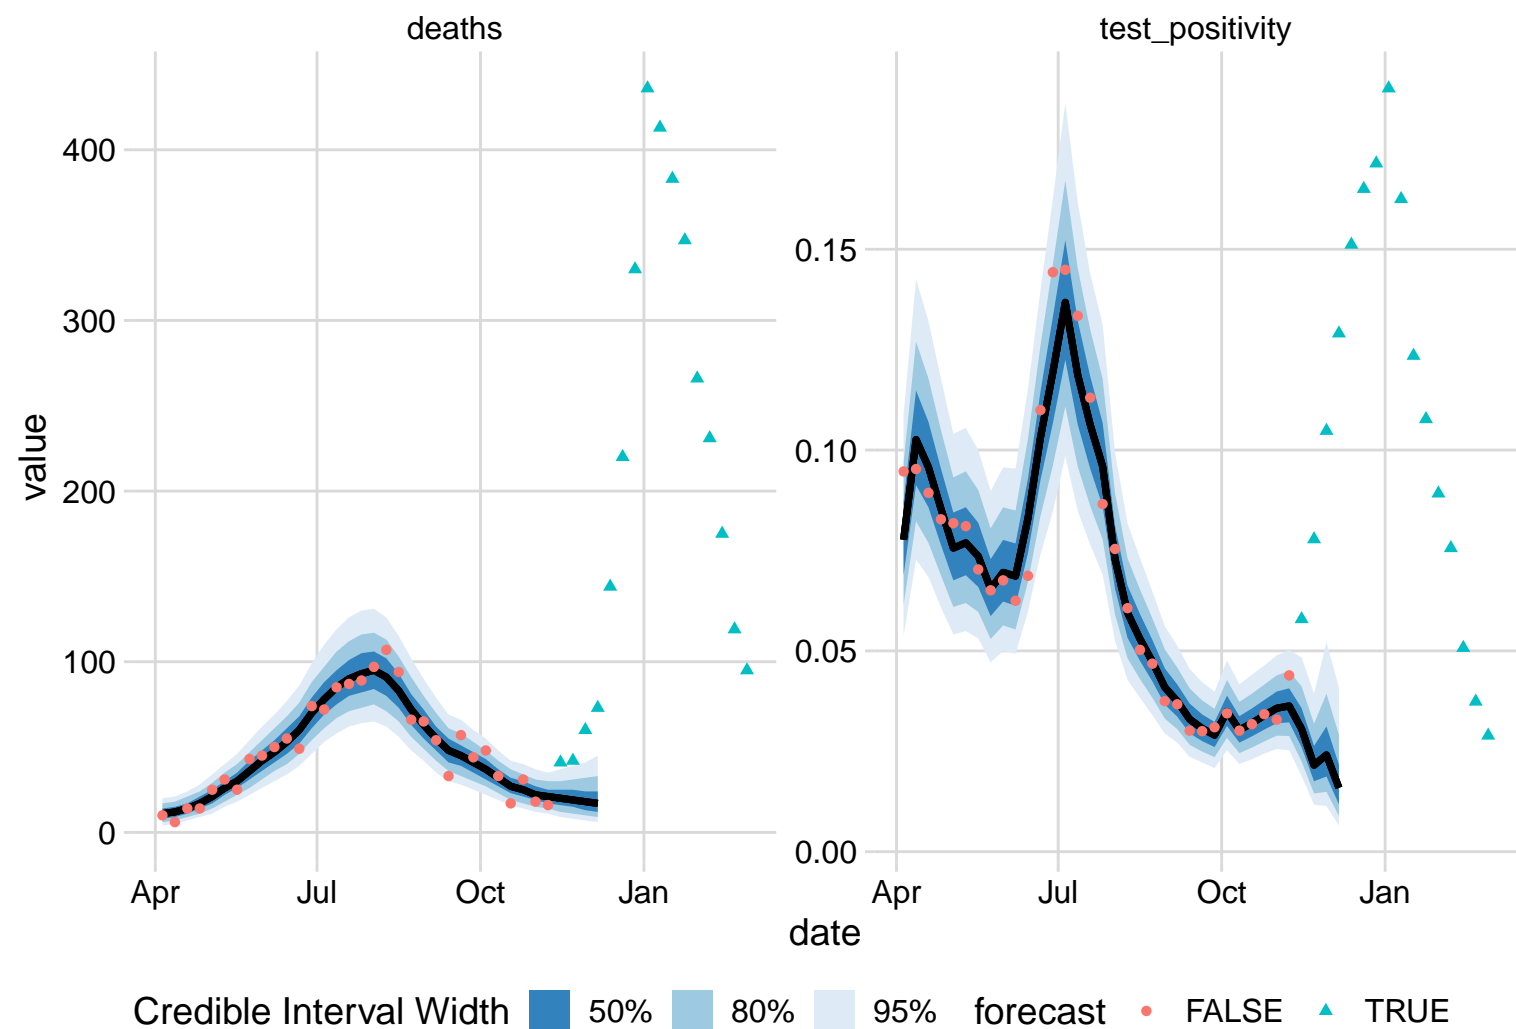 deaths
test_positivity
value
400
300
200
100
0
0.15
0.10
0.05
0.00
Apr Jul Oct Jan
Apr Jul Oct Jan
date
Credible Interval Width 50% 80% 95% forecast FALSE TRUE